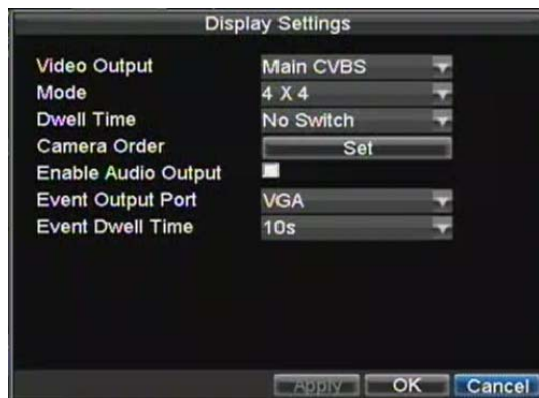 Display Settings
Video Output Main CVBS
Mode 4 X 4
Dwell Time No Switch
Camera Order Set
Enable Audio Output
Event Output Port VGA
Event Dwell Time 10s
Apply OK Cancel